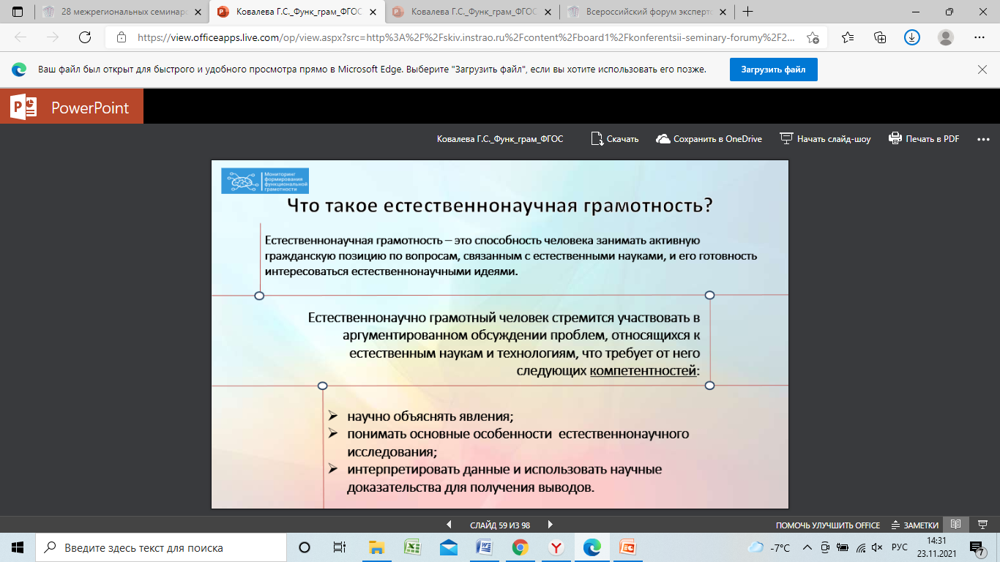 28 межрегиональных семинаро
Ковалева Г.С._Функ_грам_ФГОС
Ковалева Г.С._Функ_грам_ФГОС
Всероссийский форум эксперто
https://view.officeapps.live.com/op/view.aspx?src=http%3A%2F%2Fskiv.instrao.ru%2Fcontent%2Fboard1%2Fkonferentsii-seminary-forumy%2F2...
Ваш файл был открыт для быстрого и удобного просмотра прямо в Microsoft Edge. Выберите "Загрузить файл", если вы хотите использовать его позже.
Загрузить файл
PowerPoint
Ковалева Г.С._Функ_грам_ФГОС
Скачать
Сохранить в OneDrive
Начать слайд-шоу
Печать в PDF
Мониторинг
формирования
функциональной
грамотности
Что такое естественнонаучная грамотность?
Естественнонаучная грамотность – это способность человека занимать активную
гражданскую позицию по вопросам, связанным с естественными науками, и его готовность
интересоваться естественнонаучными идеями.
Естественнонаучно грамотный человек стремится участвовать в
аргументированном обсуждении проблем, относящихся к
естественным наукам и технологиям, что требует от него
следующих компетентностей:
научно объяснять явления;
понимать основные особенности естественнонаучного
исследования;
интерпретировать данные и использовать научные
доказательства для получения выводов.
СЛАЙД 59 ИЗ 98
ПОМОЧЬ УЛУЧШИТЬ OFFICE
ЗАМЕТКИ
Введите здесь текст для поиска
-7°C
РУС
14:31
23.11.2021
7